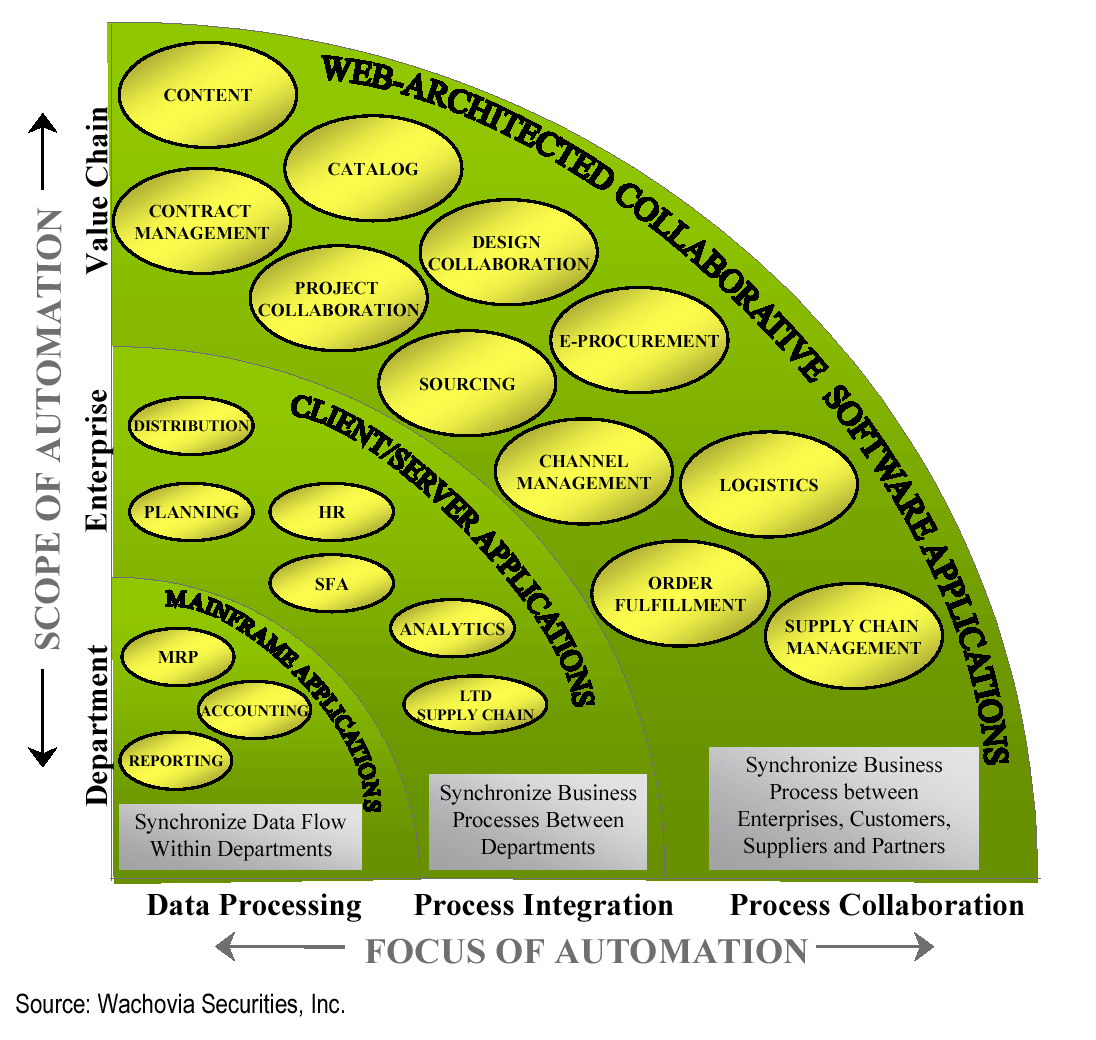 WEB-ARCHITECTED COLLABORATIVE SOFTWARE APPLICATIONS
CONTENT
CATALOG
CONTRACT
MANAGEMENT
DESIGN
COLLABORATION
PROJECT
COLLABORATION
E-PROCUREMENT
SOURCING
CHANNEL
MANAGEMENT
LOGISTICS
ORDER
FULFILLMENT
SUPPLY CHAIN
MANAGEMENT
CLIENT/SERVER APPLICATIONS
DISTRIBUTION
PLANNING
HR
SFA
ANALYTICS
LTD
SUPPLY CHAIN
MAINFRAME APPLICATIONS
MRP
ACCOUNTING
REPORTING
Synchronize Data Flow
Within Departments
Synchronize Business
Processes Between
Departments
Synchronize Business
Process between
Enterprises, Customers,
Suppliers and Partners
SCOPE OF AUTOMATION
Value Chain
Enterprise
Department
Data Processing
Process Integration
Process Collaboration
FOCUS OF AUTOMATION
Source: Wachovia Securities, Inc.